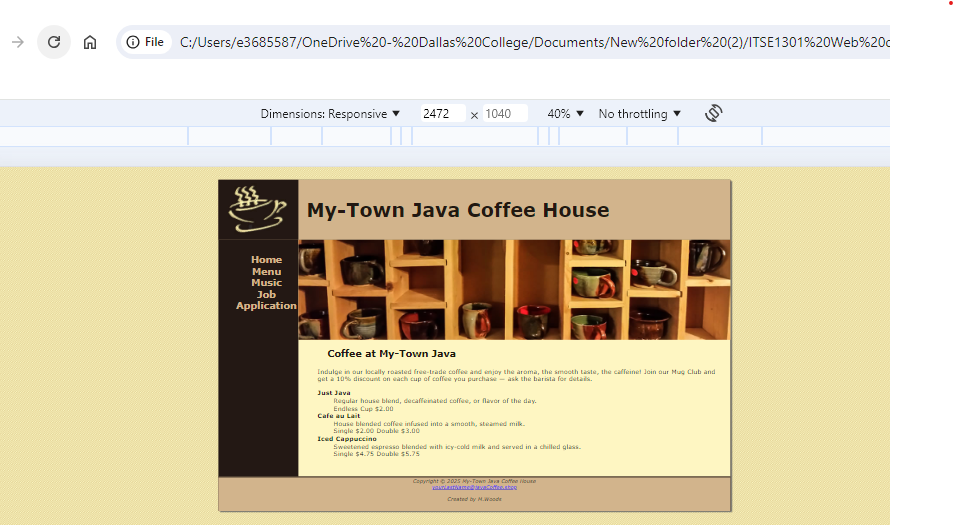 File C:/Users/e3685587/OneDrive%20-%20Dallas%20College/Documents/New%20folder%20(2)/ITSE1301%20Web%20
Dimensions: Responsive 2472 × 1040 40% No throttling
My-Town Java Coffee House
Home
Menu
Music
Job
Application
Coffee at My-Town Java
Indulge in our locally roasted free-trade coffee and enjoy the aroma, the smooth taste, the caffeine! Join our Mug Club and
get a 10% discount on each cup of coffee you purchase — ask the barista for details.
Just Java
Regular house blend, decaffeinated coffee, or flavor of the day.
Endless Cup $2.00
Cafe au Lait
House blended coffee infused into a smooth, steamed milk.
Single $2.00 Double $3.00
Iced Cappuccino
Sweetened espresso blended with icy-cold milk and served in a chilled glass.
Single $4.75 Double $5.75
Copyright © 2025 My-Town Java Coffee House
yourLastName@JavaCoffee.shop
Created by M.Woods